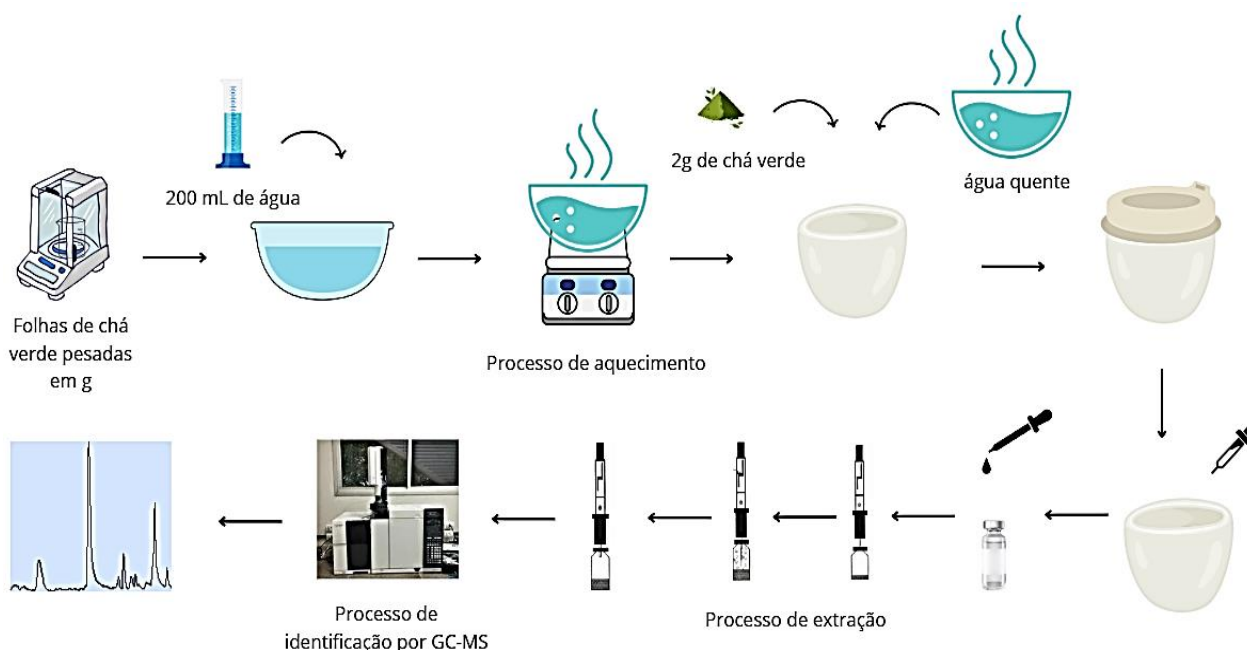 200 mL de água
2g de chá verde
água quente
Folhas de chá
verde pesadas
em g
Processo de aquecimento
Processo de
identificação por GC-MS
Processo de extração